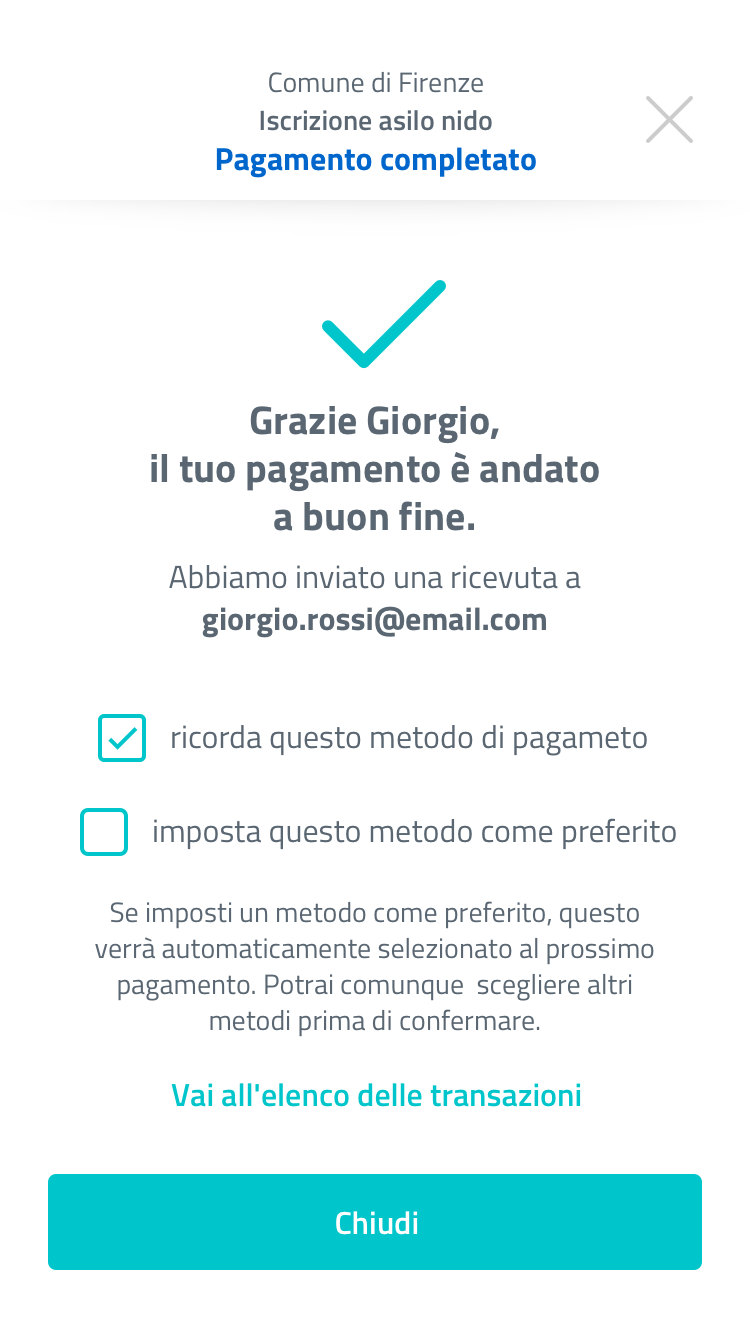 Comune di Firenze
Iscrizione asilo nido
Pagamento completato
Grazie Giorgio,
il tuo pagamento è andato
a buon fine.
Abbiamo inviato una ricevuta a
giorgio.rossi@email.com
ricorda questo metodo di pagameto
imposta questo metodo come preferito
Se imposti un metodo come preferito, questo
verrà automaticamente selezionato al prossimo
pagamento. Potrai comunque  scegliere altri
metodi prima di confermare.
Vai all'elenco delle transazioni
Chiudi